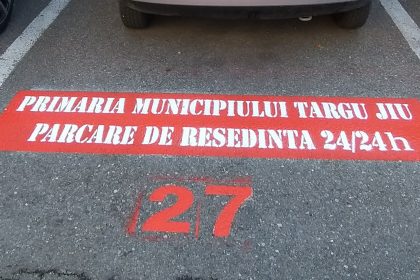 PRIMARIA MUNICIPIULUI TARGU JIU
PARCARE DE RESEDINTA 24/24h
27